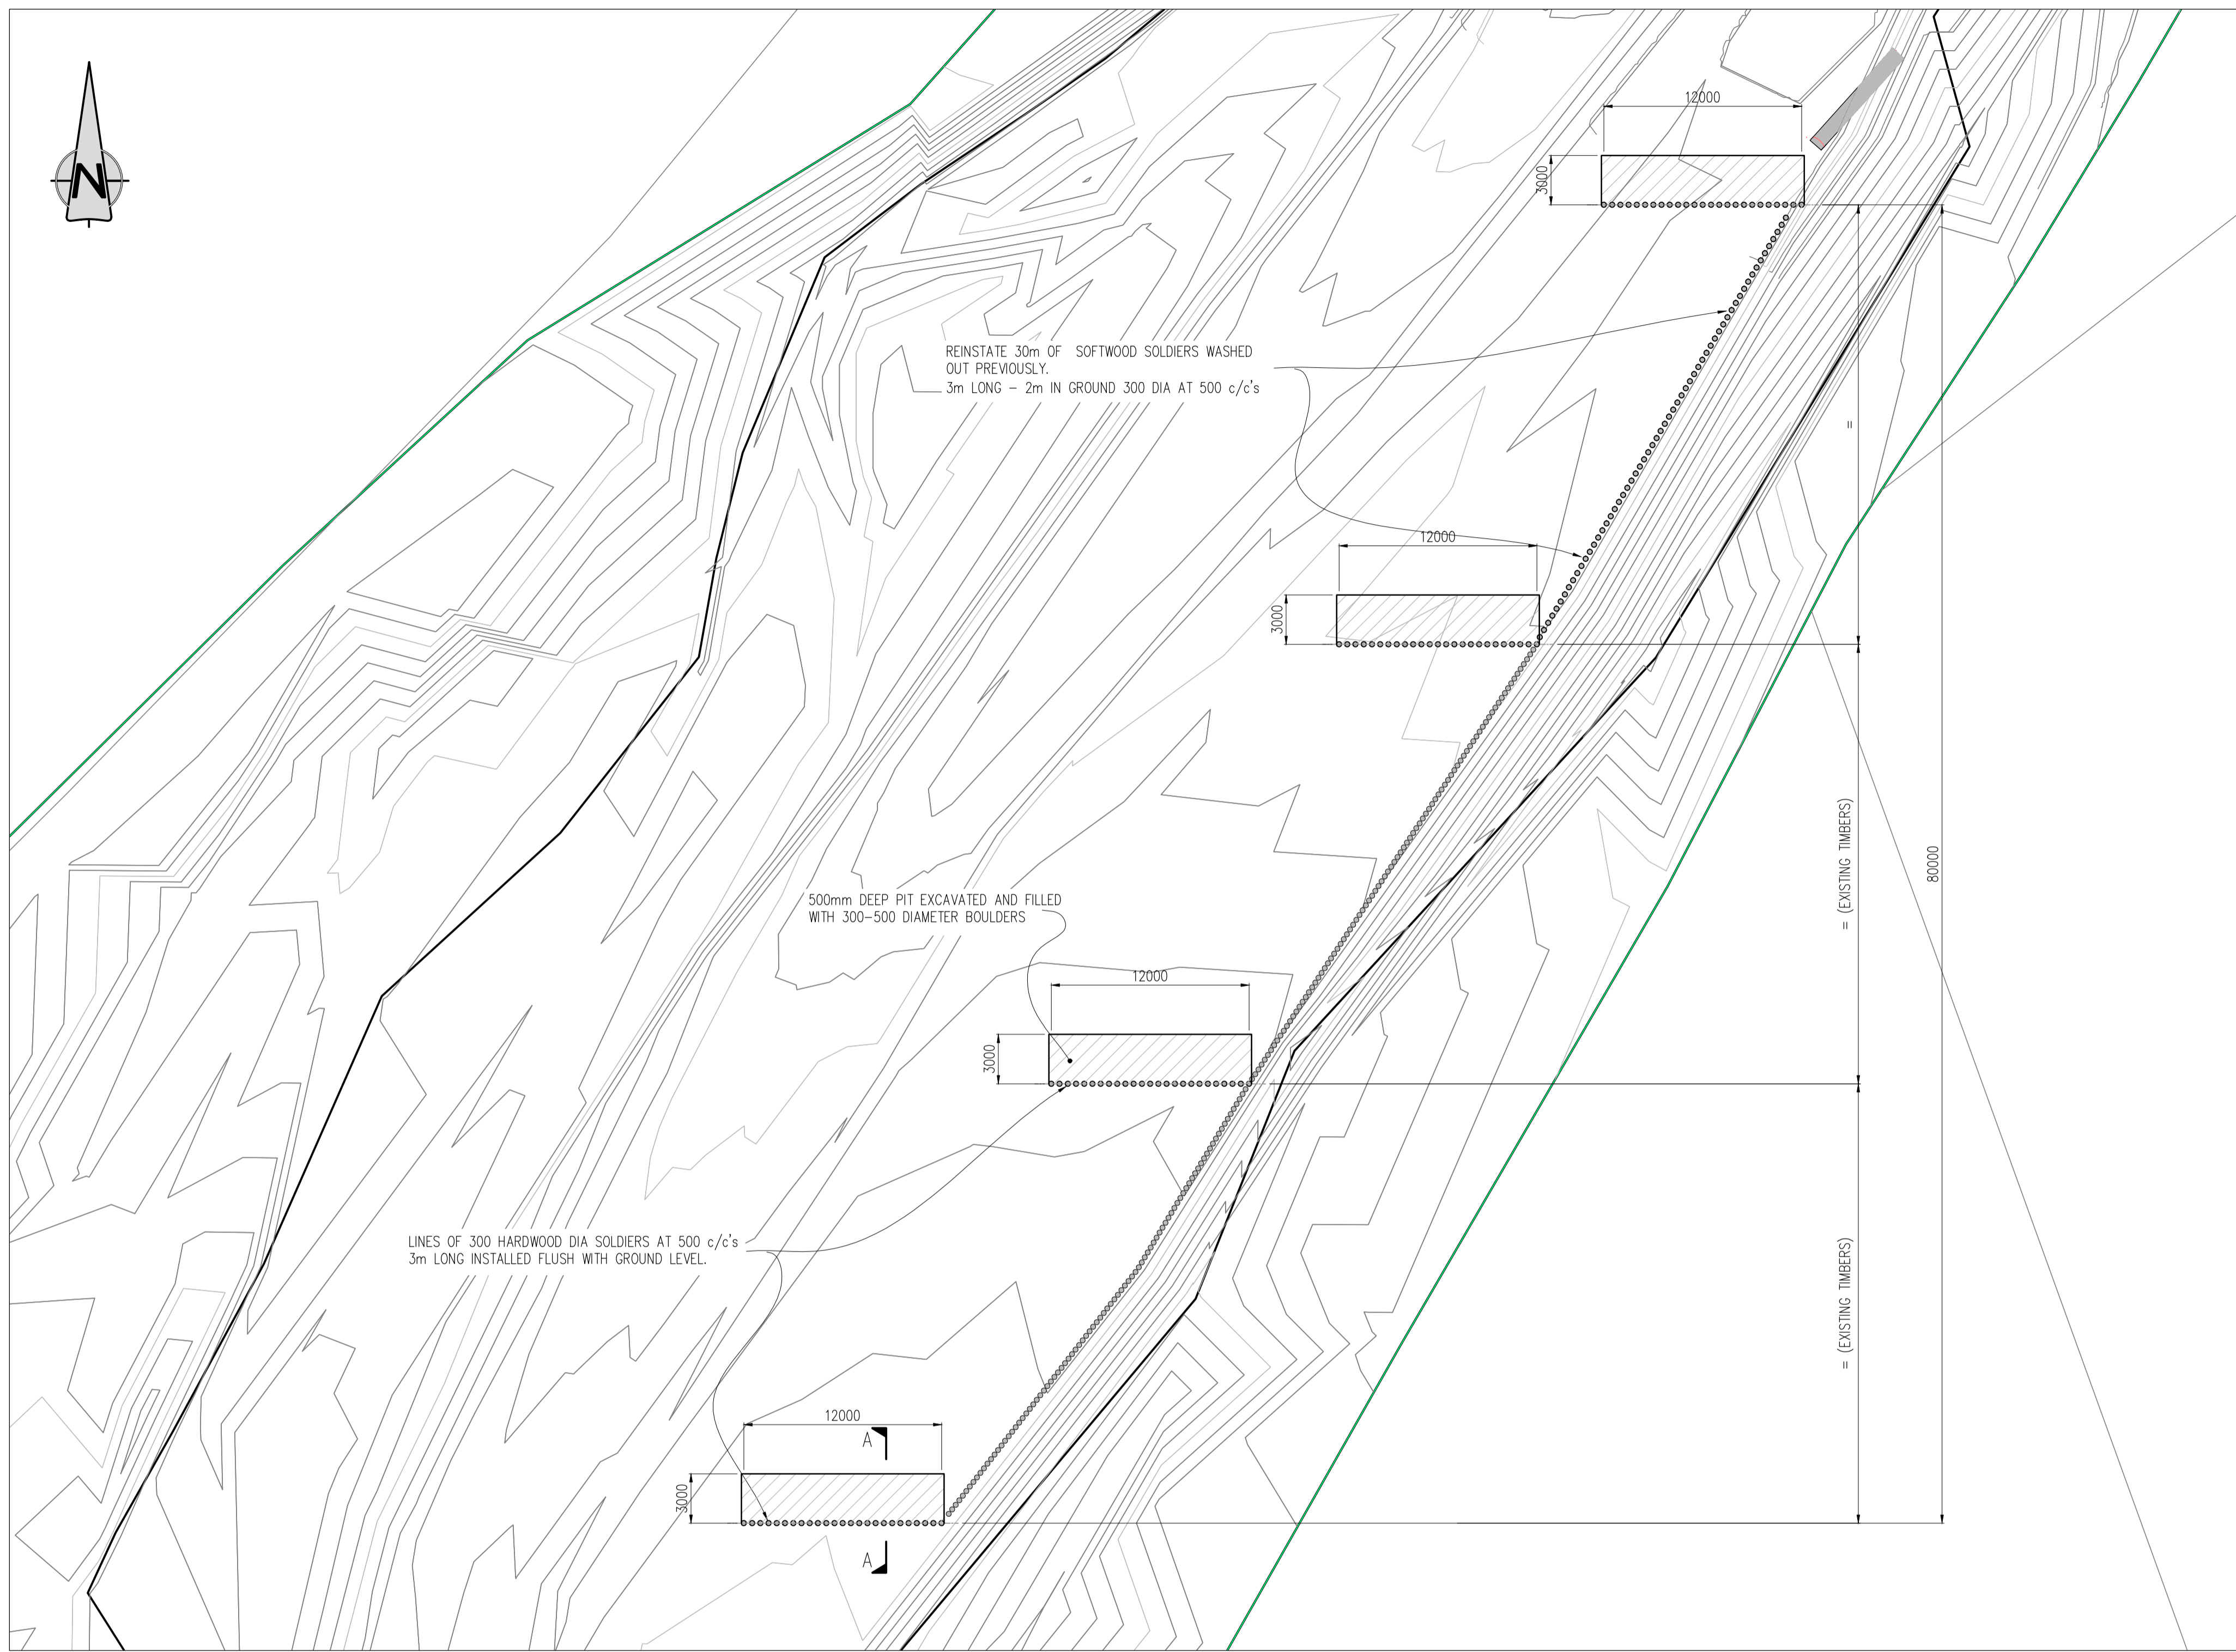 N
12000
3000
REINSTATE 30m OF SOFTWOOD SOLDIERS WASHED
OUT PREVIOUSLY.
3m LONG - 2m IN GROUND 300 DIA AT 500 c/c's
=
12000
3000
= (EXISTING TIMBERS)
80000
500mm DEEP PIT EXCAVATED AND FILLED
WITH 300-500 DIAMETER BOULDERS
12000
3000
LINES OF 300 HARDWOOD DIA SOLDIERS AT 500 c/c's
3m LONG INSTALLED FLUSH WITH GROUND LEVEL.
= (EXISTING TIMBERS)
12000
A
3000
A